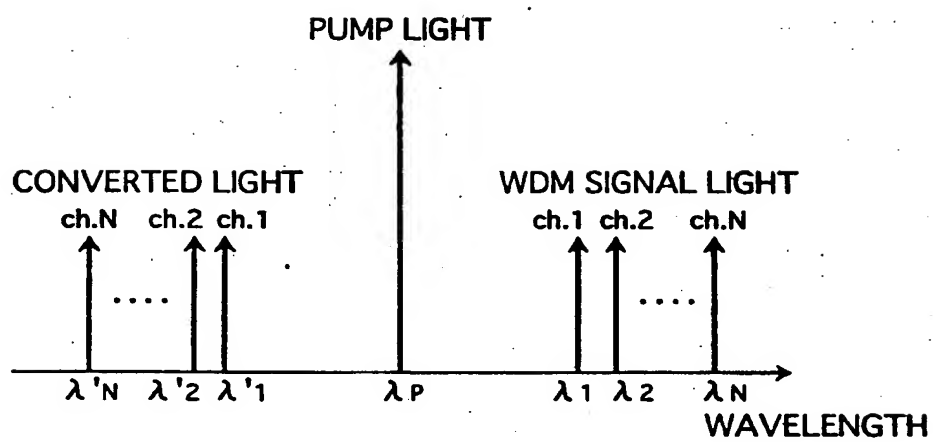 PUMP LIGHT
CONVERTED LIGHT WDM SIGNAL LIGHT
ch.N ch.2 ch.1 ch.1 ch.2 ch.N
λ'N λ'2 λ'1 λP λ1 λ2 λN
WAVELENGTH